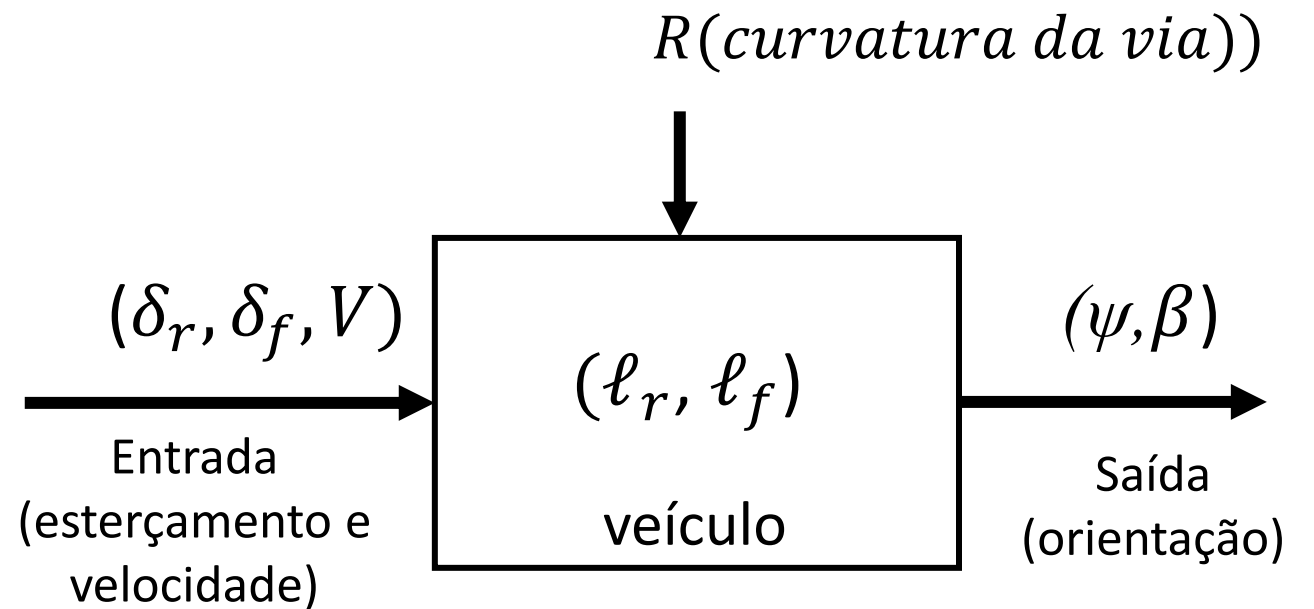 R(curvatura da via))
(δ_r, δ_f, V)
(ℓ_r, ℓ_f)
(ψ,β)
Entrada
(esterçamento e
velocidade)
veículo
Saída
(orientação)